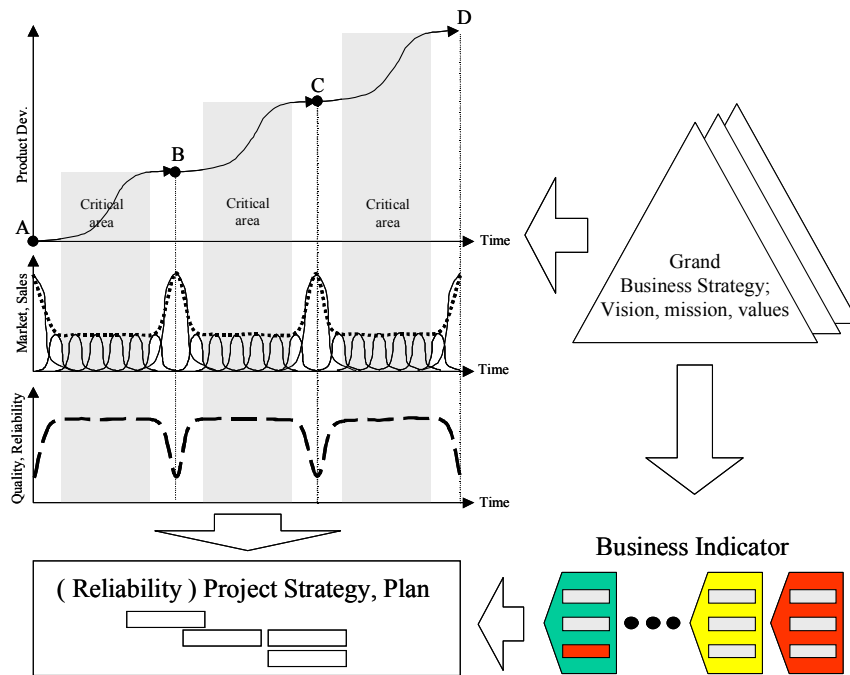 D
C
B
A
Product Dev.
Critical
area
Critical
area
Critical
area
Time
Market, Sales
Time
Quality, Reliability
Time
Grand
Business Strategy;
Vision, mission, values
Business Indicator
( Reliability ) Project Strategy, Plan